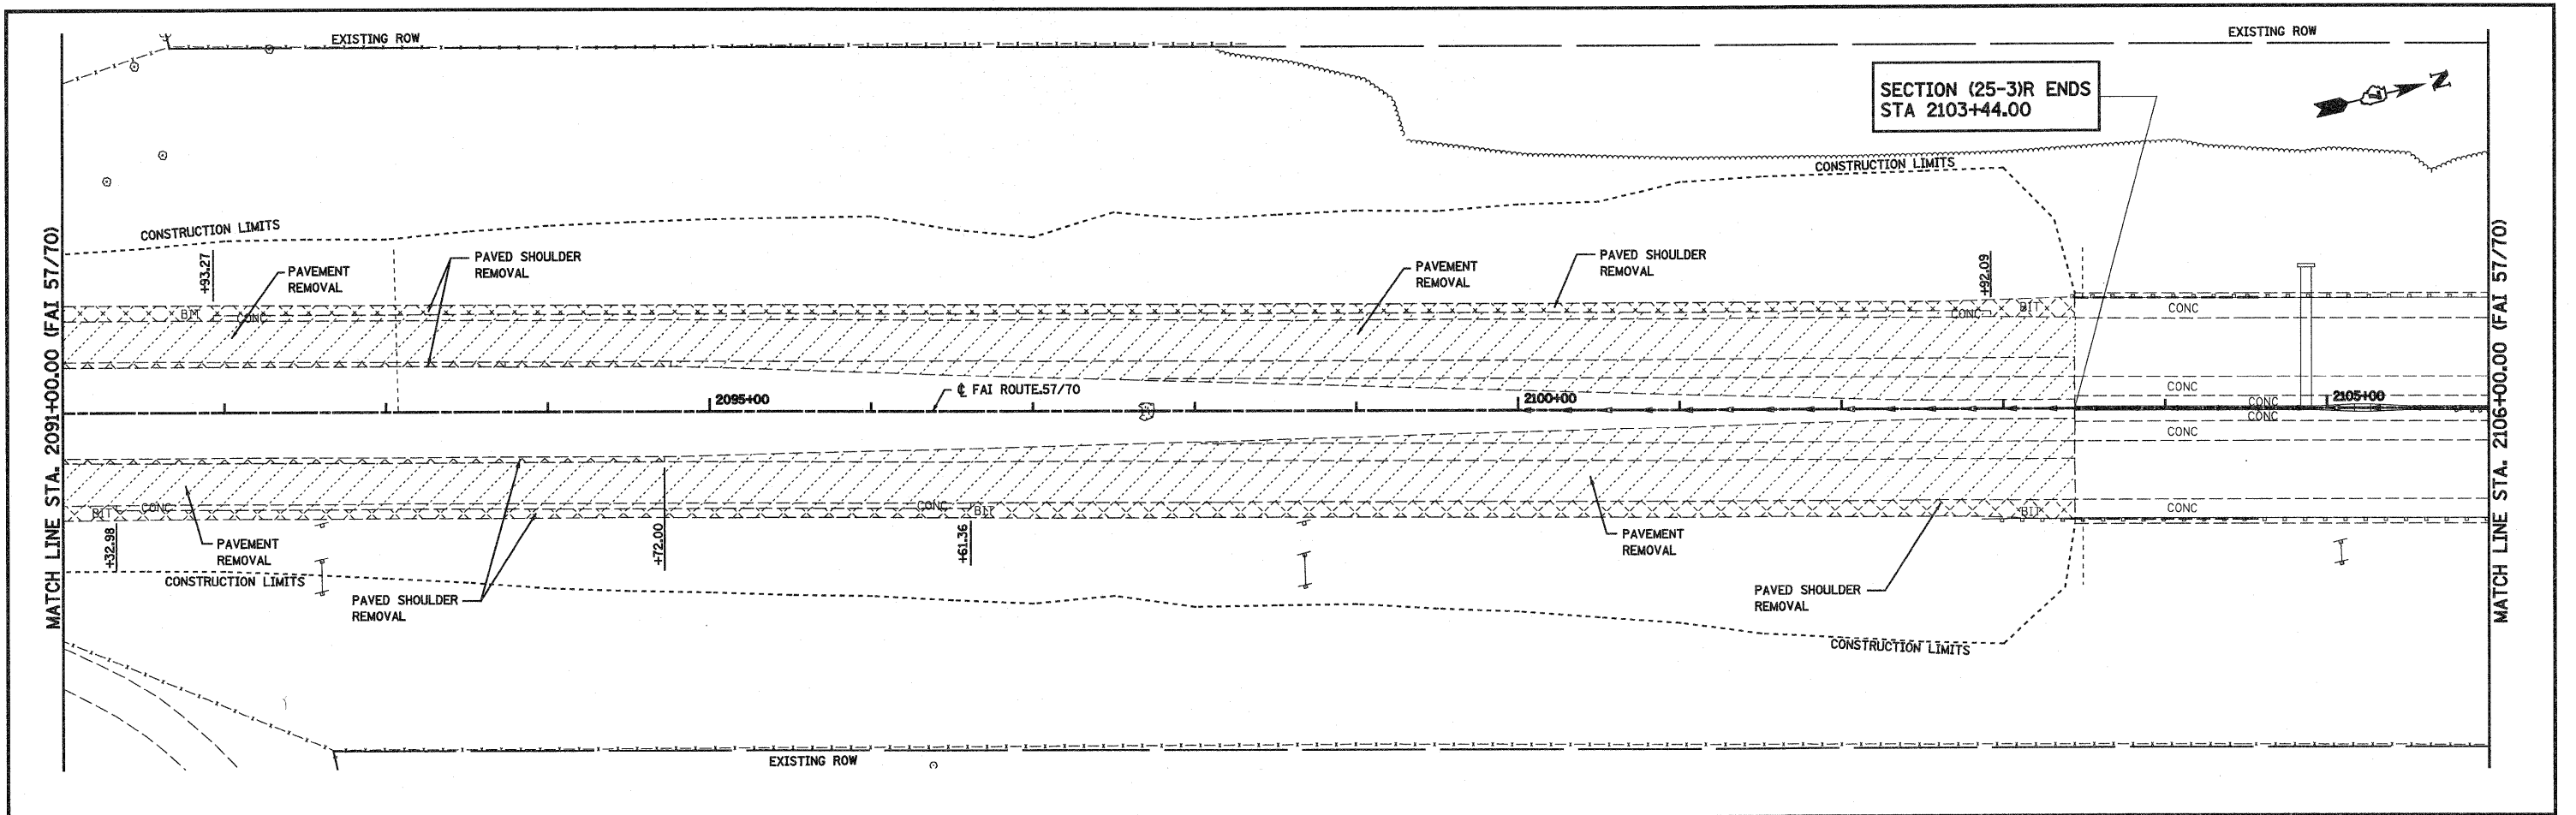 EXISTING ROW
EXISTING ROW
SECTION (25-3)R ENDS
STA 2103+44.00
N
CONSTRUCTION LIMITS
CONSTRUCTION LIMITS
MATCH LINE STA. 2091+00.00 (FAI 57/70)
MATCH LINE STA. 2106+00.00 (FAI 57/70)
+93.27
PAVEMENT
REMOVAL
PAVED SHOULDER
REMOVAL
PAVEMENT
REMOVAL
PAVED SHOULDER
REMOVAL
+92.09
BIT
CONC
CONC
BIT
CONC
CONC
℄ FAI ROUTE 57/70
2095+00
2100+00
2105+00
CONC
CONC
CONC
BIT
CONC
CONC
BIT
BIT
CONC
+32.98
PAVEMENT
REMOVAL
+72.00
+61.36
PAVEMENT
REMOVAL
CONSTRUCTION LIMITS
PAVED SHOULDER
REMOVAL
PAVED SHOULDER
REMOVAL
CONSTRUCTION LIMITS
EXISTING ROW